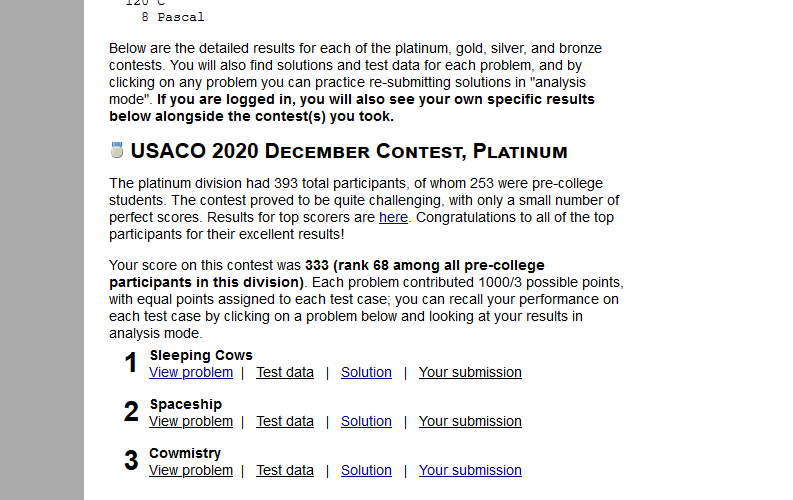 120 C
8 Pascal
Below are the detailed results for each of the platinum, gold, silver, and bronze
contests. You will also find solutions and test data for each problem, and by
clicking on any problem you can practice re-submitting solutions in "analysis
mode". If you are logged in, you will also see your own specific results
below alongside the contest(s) you took.
USACO 2020 December Contest, Platinum
The platinum division had 393 total participants, of whom 253 were pre-college
students. The contest proved to be quite challenging, with only a small number of
perfect scores. Results for top scorers are here. Congratulations to all of the top
participants for their excellent results!
Your score on this contest was 333 (rank 68 among all pre-college
participants in this division). Each problem contributed 1000/3 possible points,
with equal points assigned to each test case; you can recall your performance on
each test case by clicking on a problem below and looking at your results in
analysis mode.
1 Sleeping Cows
View problem | Test data | Solution | Your submission
2 Spaceship
View problem | Test data | Solution | Your submission
3 Cowmistry
View problem | Test data | Solution | Your submission